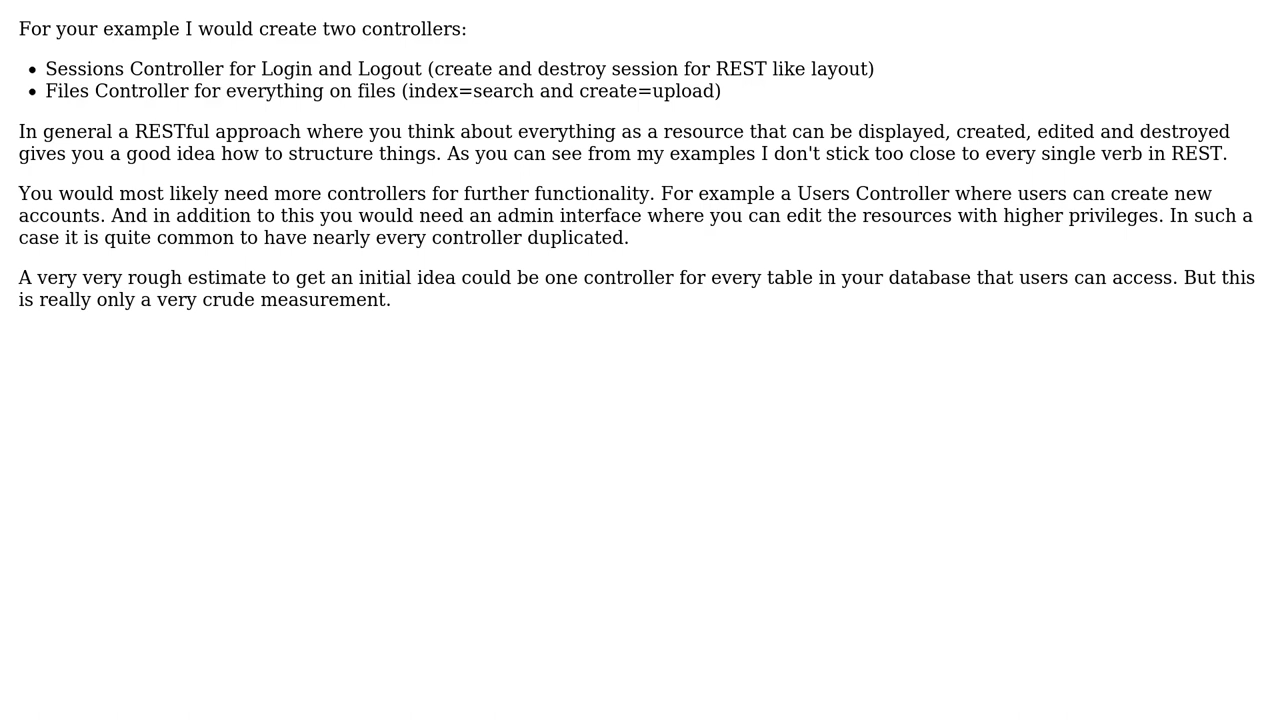 For your example I would create two controllers:
• Sessions Controller for Login and Logout (create and destroy session for REST like layout)
• Files Controller for everything on files (index=search and create=upload)
In general a RESTful approach where you think about everything as a resource that can be displayed, created, edited and destroyed
gives you a good idea how to structure things. As you can see from my examples I don't stick too close to every single verb in REST.
You would most likely need more controllers for further functionality. For example a Users Controller where users can create new
accounts. And in addition to this you would need an admin interface where you can edit the resources with higher privileges. In such a
case it is quite common to have nearly every controller duplicated.
A very very rough estimate to get an initial idea could be one controller for every table in your database that users can access. But this
is really only a very crude measurement.